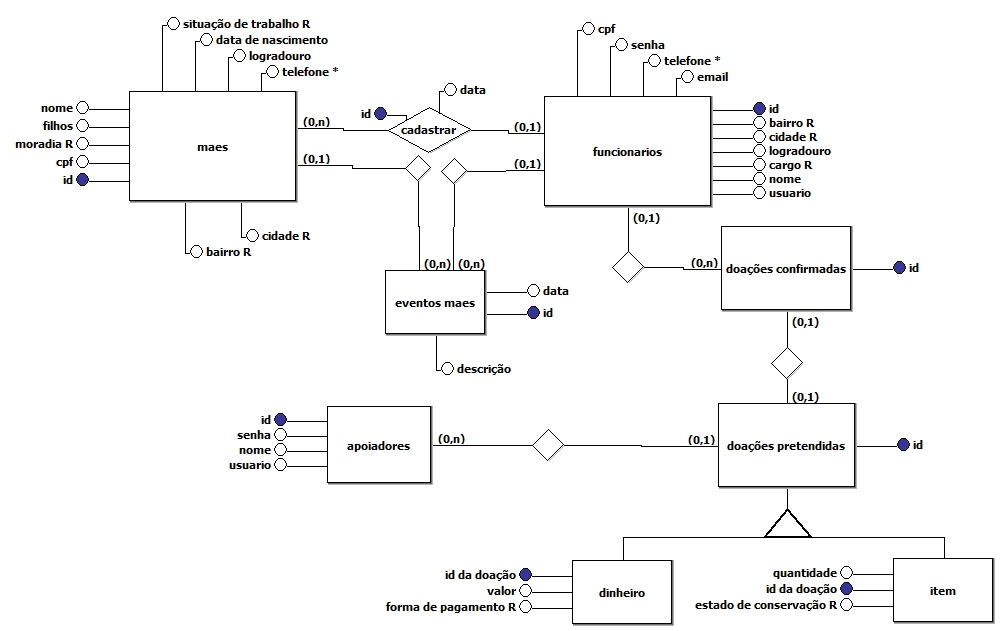 situação de trabalho R
data de nascimento
logradouro
telefone *
nome
filhos
moradia R
cpf
id
maes
bairro R
cidade R
(0,n)
(0,1)
id
data
cadastrar
(0,1)
(0,1)
cpf
senha
telefone *
email
funcionarios
id
bairro R
cidade R
logradouro
cargo R
nome
usuario
(0,1)
(0,n)
doações confirmadas
id
(0,n)
(0,n)
eventos maes
data
id
descrição
(0,1)
(0,1)
id
senha
nome
usuario
apoiadores
(0,n)
(0,1)
doações pretendidas
id
id da doação
valor
forma de pagamento R
dinheiro
quantidade
id da doação
estado de conservação R
item